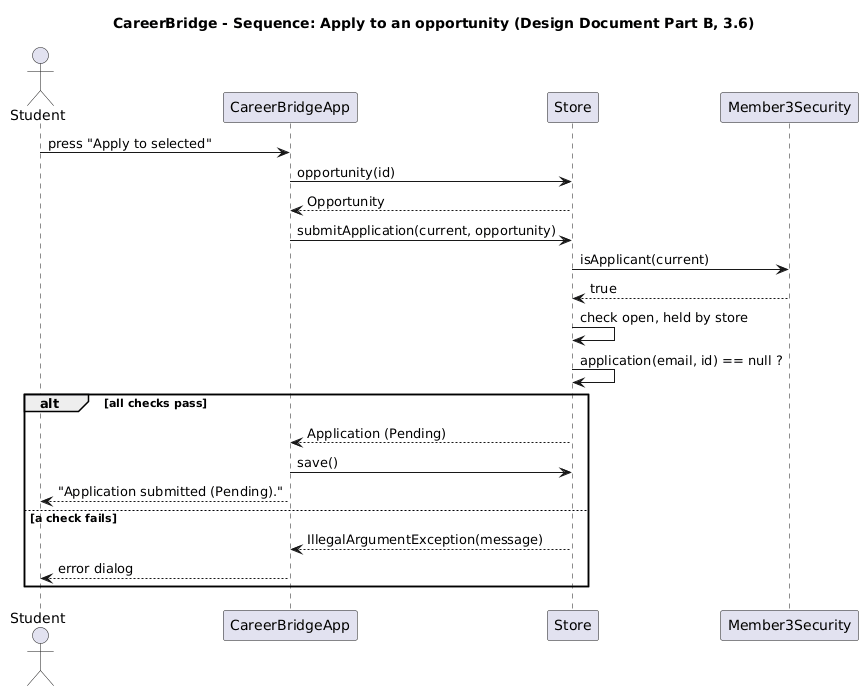 CareerBridge - Sequence: Apply to an opportunity (Design Document Part B, 3.6)
Student
CareerBridgeApp
Store
Member3Security
press "Apply to selected"
opportunity(id)
Opportunity
submitApplication(current, opportunity)
isApplicant(current)
true
check open, held by store
application(email, id) == null ?
alt
[all checks pass]
Application (Pending)
save()
"Application submitted (Pending)."
[a check fails]
IllegalArgumentException(message)
error dialog
Student
CareerBridgeApp
Store
Member3Security